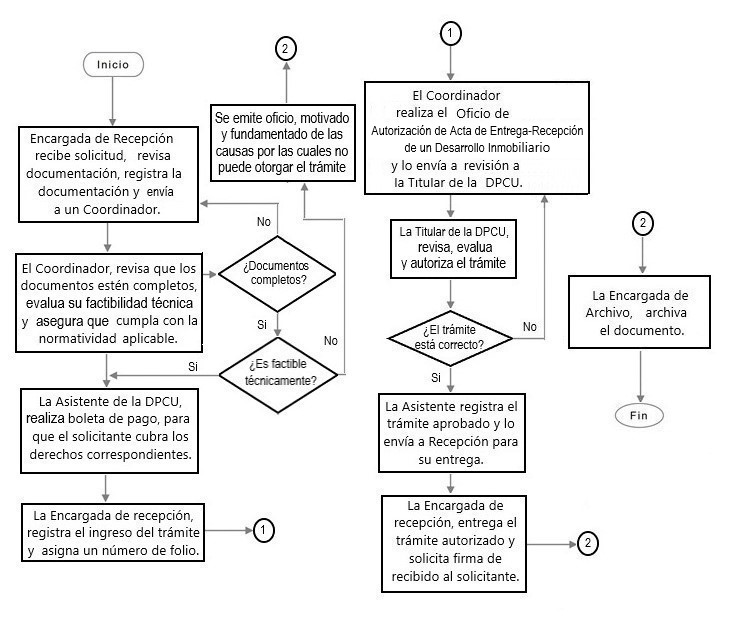 Inicio
Encargada de Recepción
recibe solicitud, revisa
documentación, registra la
documentación y envía
a un Coordinador.
El Coordinador, revisa que los
documentos estén completos,
evalua su factibilidad técnica
y asegura que cumpla con la
normatividad aplicable.
¿Documentos
completos?
No
Si
¿Es factible
técnicamente?
No
Si
2
Se emite oficio, motivado
y fundamentado de las
causas por las cuales no
puede otorgar el trámite
La Asistente de la DPCU,
realiza boleta de pago, para
que el solicitante cubra los
derechos correspondientes.
La Encargada de recepción,
registra el ingreso del trámite
y asigna un número de folio.
1
1
El Coordinador
realiza el Oficio de
Autorización de Acta de Entrega-Recepción
de un Desarrollo Inmobiliario
y lo envía a revisión a
la Titular de la DPCU.
La Titular de la DPCU,
revisa, evalua
y autoriza el trámite
¿El trámite
está correcto?
No
Si
La Asistente registra el
trámite aprobado y lo
envía a Recepción para
su entrega.
La Encargada de
recepción, entrega el
trámite autorizado y
solicita firma de
recibido al solicitante.
2
2
La Encargada de
Archivo, archiva
el documento.
Fin